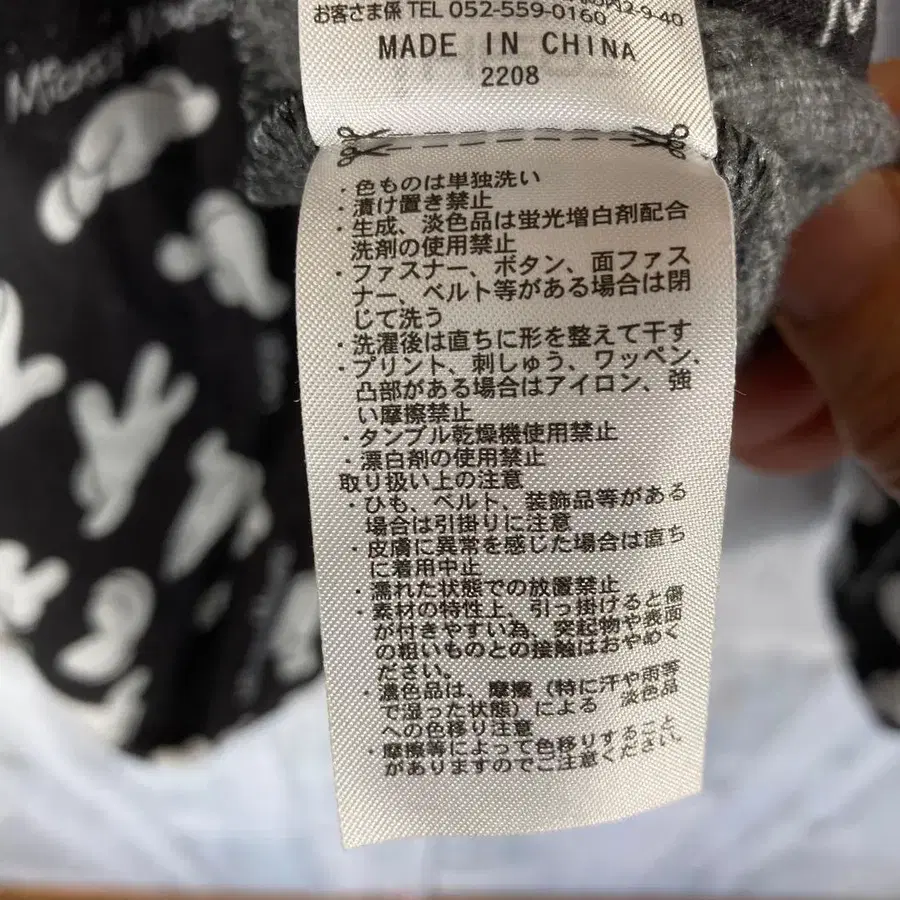 2-9-40
お客さま係 TEL 052-559-0160
MADE IN CHINA
2208
・色ものは単独洗い
・漬け置き禁止
・生成、淡色品は蛍光増白剤配合
洗剤の使用禁止
・ファスナー、ボタン、面ファス
ナー、ベルト等がある場合は閉
じて洗う
・洗濯後は直ちに形を整えて干す
・プリント、刺しゅう、ワッペン、
凸部がある場合はアイロン、強
い摩擦禁止
・タンブル乾燥機使用禁止
・漂白剤の使用禁止
取り扱い上の注意
・ひも、ベルト、装飾品等がある
場合は引掛りに注意
・皮膚に異常を感じた場合は直ち
に着用中止
・濡れた状態での放置禁止
・素材の特性上、引っ掛けると傷
が付きやすい為、突起物や表面
の粗いものとの接触はおやめく
ださい。
・濃色品は、摩擦（特に汗や雨等
で湿った状態）による 淡色品
への色移り注意
・摩擦等によって色移りすること
がありますのでご注意ください。
Mickey Mouse